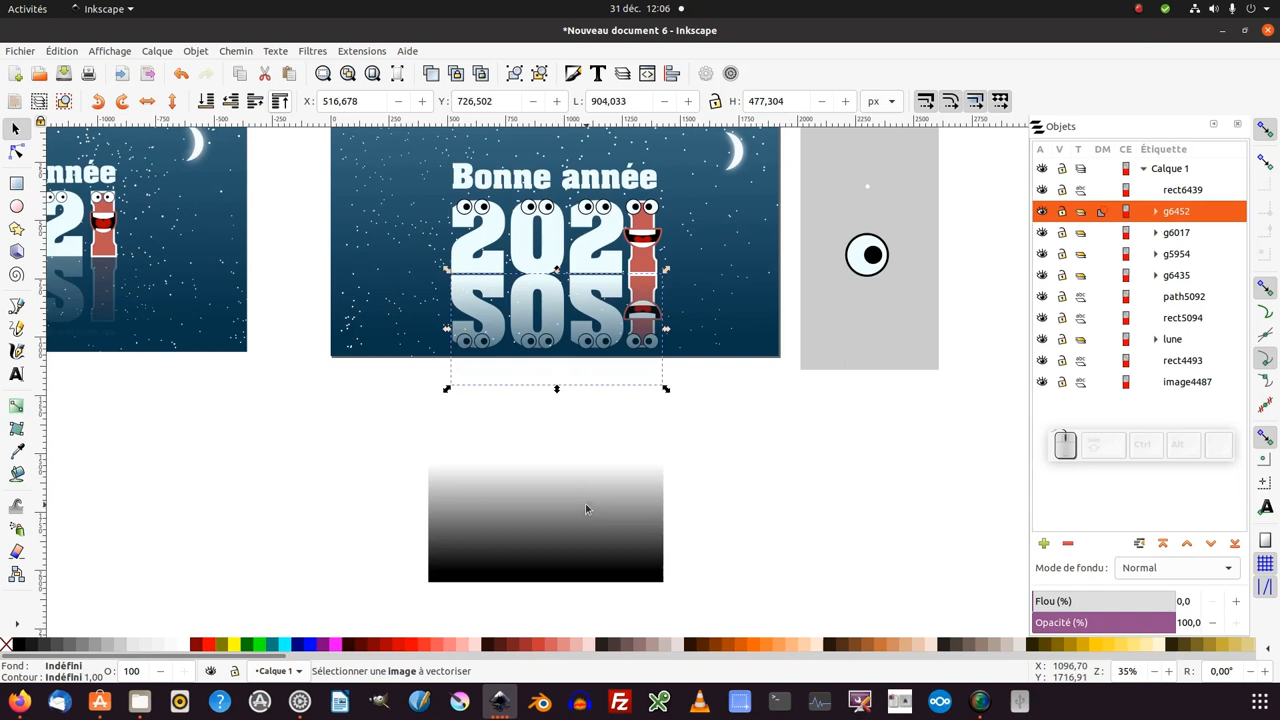 Activités
Inkscape
31 déc. 12:06
*Nouveau document 6 - Inkscape
Fichier Édition Affichage Calque Objet Chemin Texte Filtres Extensions Aide
X: 516,678 Y: 726,502 L: 904,033 H: 477,304 px
Objets
A V T DM CE Étiquette
Calque 1
rect6439
g6452
g6017
g5954
g6435
path5092
rect5094
lune
rect4493
image4487
Ctrl Alt
nnée
2
Bonne année
2021
Mode de fondu : Normal
Flou (%) 0,0
Opacité (%) 100,0
Fond : Indéfini
Contour : Indéfini 1,00
O: 100
•Calque 1
Sélectionner une image à vectoriser
X: 1096,70
Y: 1716,91
Z: 35%
R: 0,00°